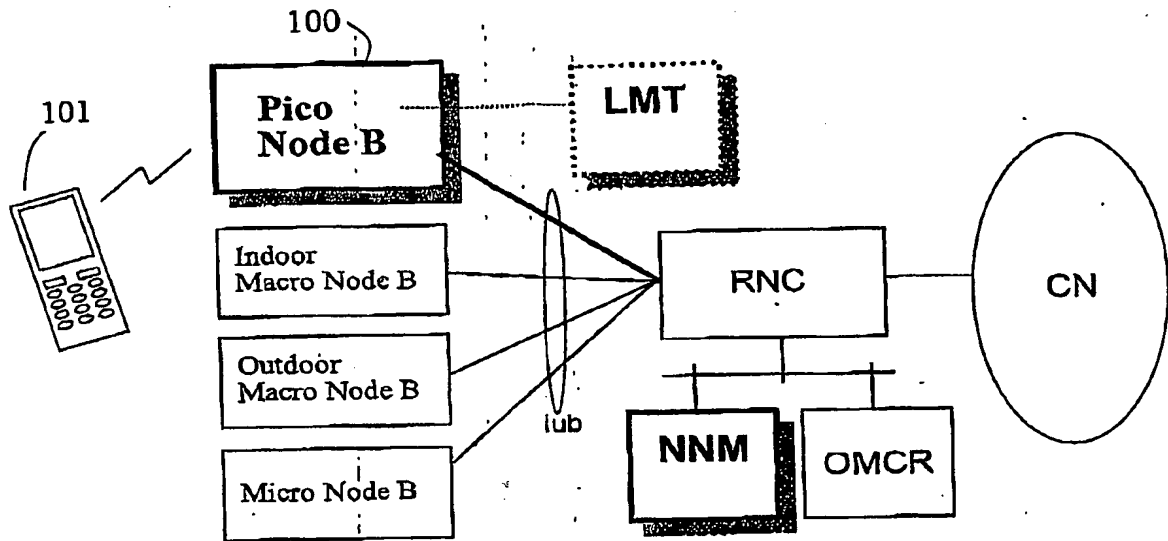 100
101
Pico
Node B
LMT
Indoor
Macro Node B
RNC
CN
Outdoor
Macro Node B
Iub
NNM
OMCR
Micro Node B